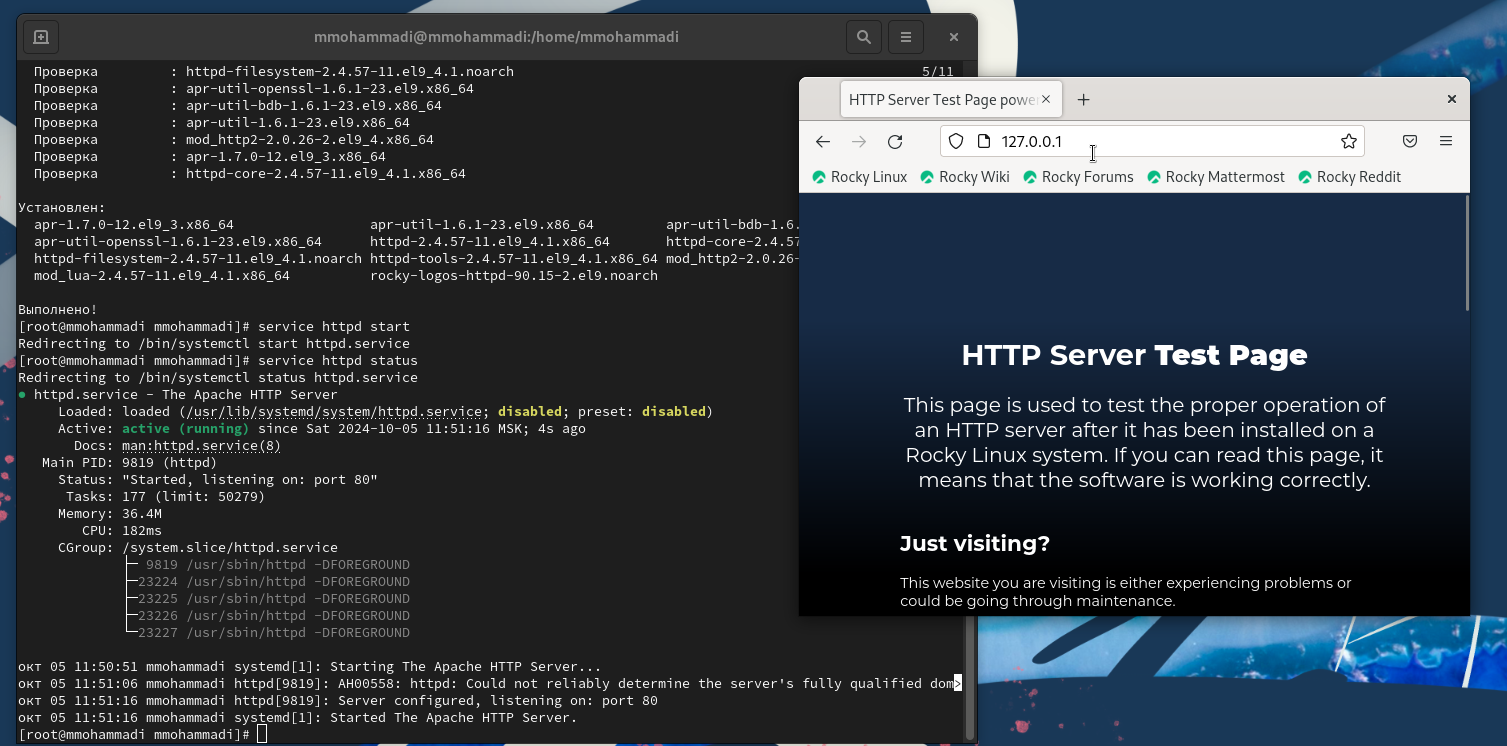 mmohammadi@mmohammadi:/home/mmohammadi
Проверка : httpd-filesystem-2.4.57-11.el9_4.1.noarch 5/11
Проверка : apr-util-openssl-1.6.1-23.el9.x86_64
Проверка : apr-util-bdb-1.6.1-23.el9.x86_64
Проверка : apr-util-1.6.1-23.el9.x86_64
Проверка : mod_http2-2.0.26-2.el9_4.x86_64
Проверка : apr-1.7.0-12.el9_3.x86_64
Проверка : httpd-core-2.4.57-11.el9_4.1.x86_64
Установлен:
apr-1.7.0-12.el9_3.x86_64 apr-util-1.6.1-23.el9.x86_64 apr-util-bdb-1.6.
apr-util-openssl-1.6.1-23.el9.x86_64 httpd-2.4.57-11.el9_4.1.x86_64 httpd-core-2.4.57
httpd-filesystem-2.4.57-11.el9_4.1.noarch httpd-tools-2.4.57-11.el9_4.1.x86_64 mod_http2-2.0.26-
mod_lua-2.4.57-11.el9_4.1.x86_64 rocky-logos-httpd-90.15-2.el9.noarch
Выполнено!
[root@mmohammadi mmohammadi]# service httpd start
Redirecting to /bin/systemctl start httpd.service
[root@mmohammadi mmohammadi]# service httpd status
Redirecting to /bin/systemctl status httpd.service
● httpd.service - The Apache HTTP Server
Loaded: loaded (/usr/lib/systemd/system/httpd.service; disabled; preset: disabled)
Active: active (running) since Sat 2024-10-05 11:51:16 MSK; 4s ago
Docs: man:httpd.service(8)
Main PID: 9819 (httpd)
Status: "Started, listening on: port 80"
Tasks: 177 (limit: 50279)
Memory: 36.4M
CPU: 182ms
CGroup: /system.slice/httpd.service
├─ 9819 /usr/sbin/httpd -DFOREGROUND
├─23224 /usr/sbin/httpd -DFOREGROUND
├─23225 /usr/sbin/httpd -DFOREGROUND
├─23226 /usr/sbin/httpd -DFOREGROUND
└─23227 /usr/sbin/httpd -DFOREGROUND
окт 05 11:50:51 mmohammadi systemd[1]: Starting The Apache HTTP Server...
окт 05 11:51:06 mmohammadi httpd[9819]: AH00558: httpd: Could not reliably determine the server's fully qualified dom>
окт 05 11:51:16 mmohammadi httpd[9819]: Server configured, listening on: port 80
окт 05 11:51:16 mmohammadi systemd[1]: Started The Apache HTTP Server.
[root@mmohammadi mmohammadi]#
HTTP Server Test Page powe
127.0.0.1
Rocky Linux Rocky Wiki Rocky Forums Rocky Mattermost Rocky Reddit
HTTP Server Test Page
This page is used to test the proper operation of
an HTTP server after it has been installed on a
Rocky Linux system. If you can read this page, it
means that the software is working correctly.
Just visiting?
This website you are visiting is either experiencing problems or
could be going through maintenance.